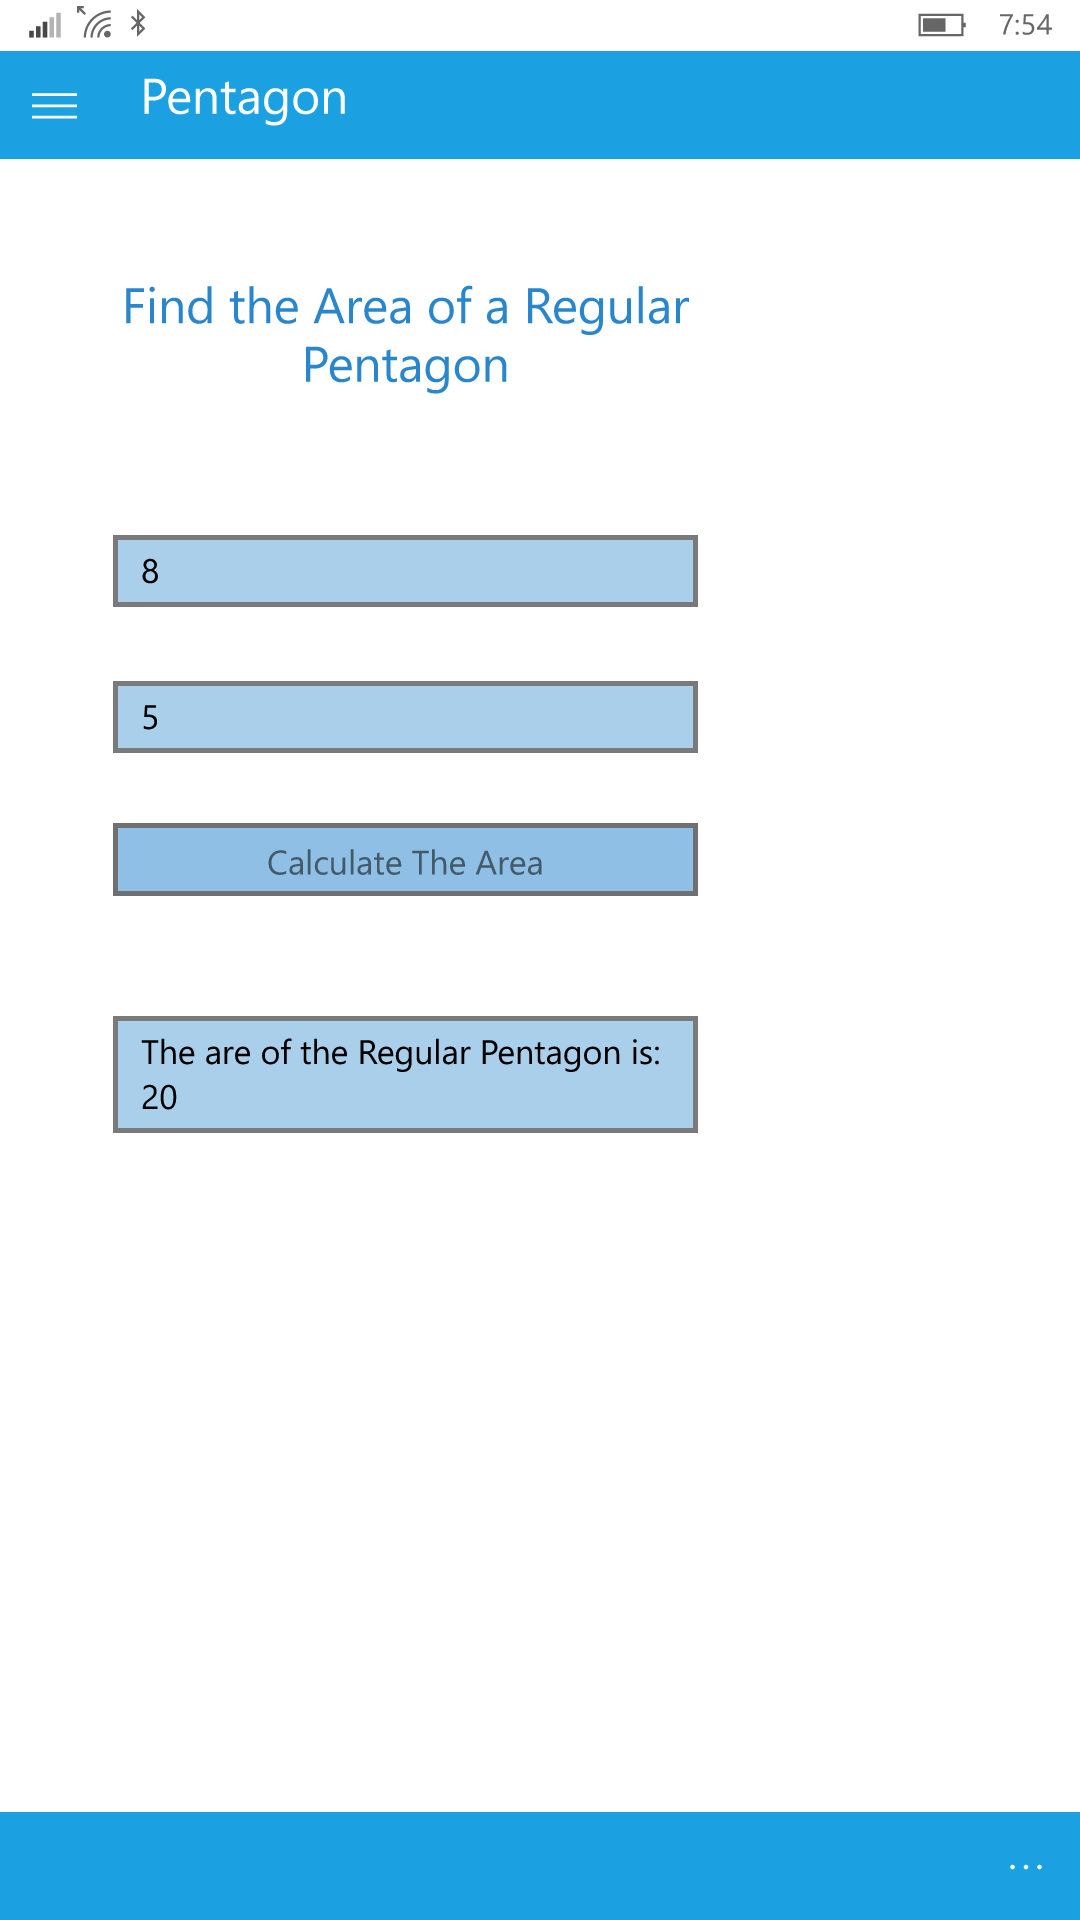 7:54
Pentagon
Find the Area of a Regular
Pentagon
8
5
Calculate The Area
The are of the Regular Pentagon is:
20